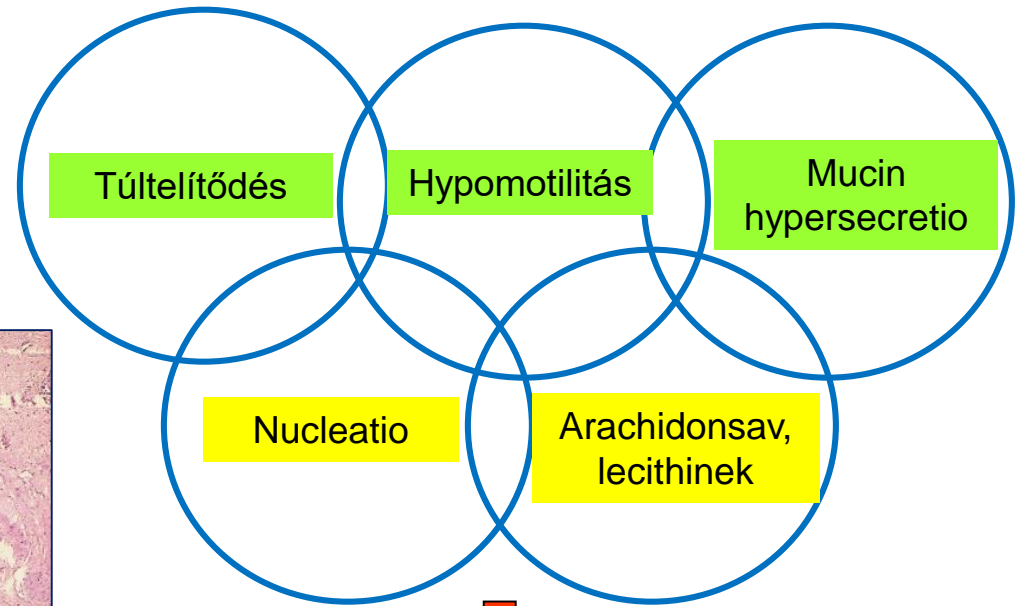 Túltelítődés
Hypomotilitás
Mucin
hypersecretio
Nucleatio
Arachidonsav,
lecithinek